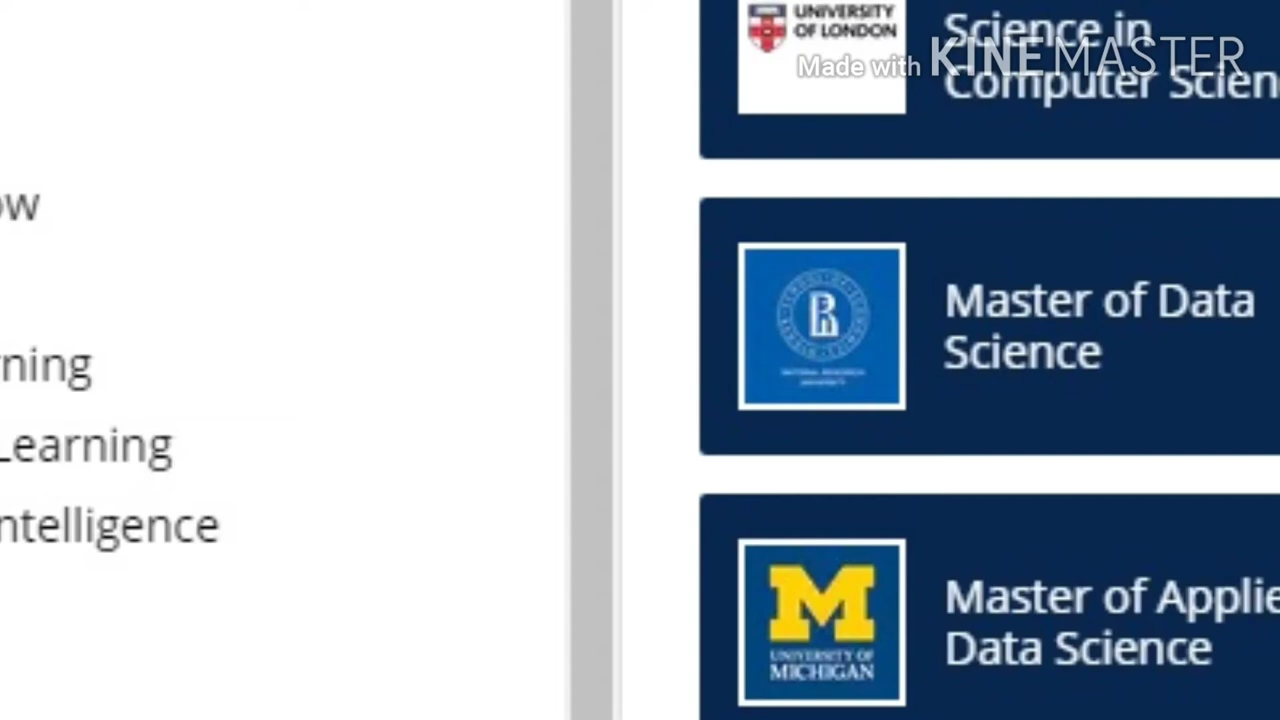 ow
rning
Learning
ntelligence
UNIVERSITY
OF LONDON
Science in
Computer Scien
Made with KINEMASTER
Master of Data
Science
UNIVERSITY OF
MICHIGAN
Master of Applie
Data Science